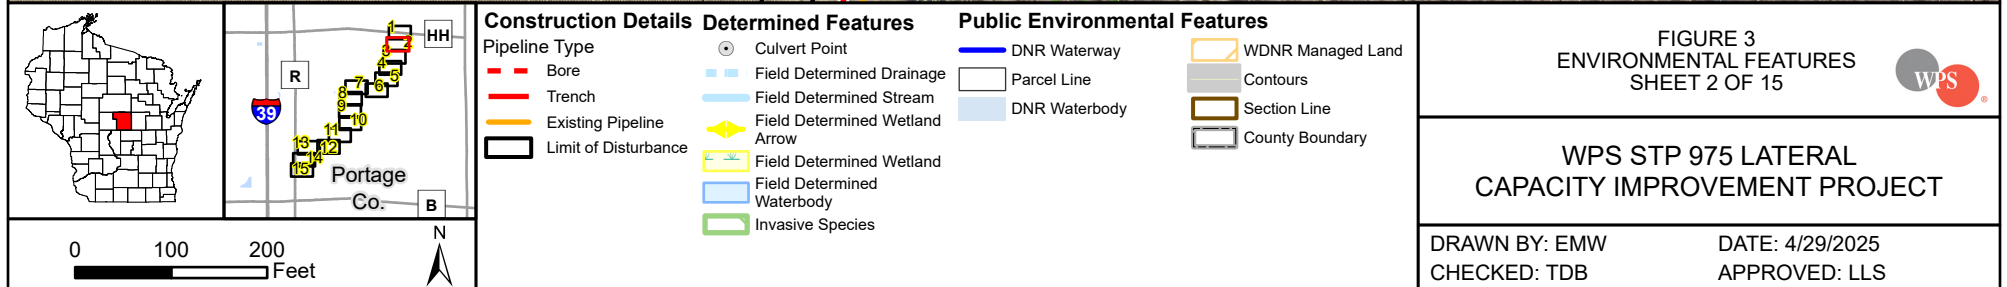 1
2
3
4
5
6
7
8
9
10
11
12
13
14
15
HH
R
39
B
Portage
Co.
0 100 200
Feet
N
Construction Details
Pipeline Type
Bore
Trench
Existing Pipeline
Limit of Disturbance
Determined Features
Culvert Point
Field Determined Drainage
Field Determined Stream
Field Determined Wetland
Arrow
Field Determined Wetland
Field Determined
Waterbody
Invasive Species
Public Environmental Features
DNR Waterway
Parcel Line
DNR Waterbody
WDNR Managed Land
Contours
Section Line
County Boundary
FIGURE 3
ENVIRONMENTAL FEATURES
SHEET 2 OF 15
WPS
®
WPS STP 975 LATERAL
CAPACITY IMPROVEMENT PROJECT
DRAWN BY: EMW DATE: 4/29/2025
CHECKED: TDB APPROVED: LLS